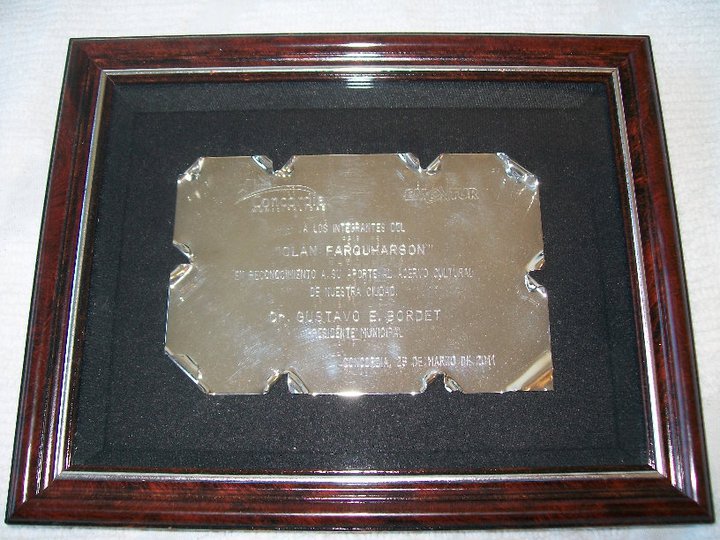 Concordia
A LOS INTEGRANTES DEL
"CLAN FARQUHARSON"
EN RECONOCIMIENTO A SU APORTE AL ACERVO CULTURAL
DE NUESTRA CIUDAD.
Dr. GUSTAVO E. BORDET
PRESIDENTE MUNICIPAL
CONCORDIA, 29 DE MARZO DE 2011